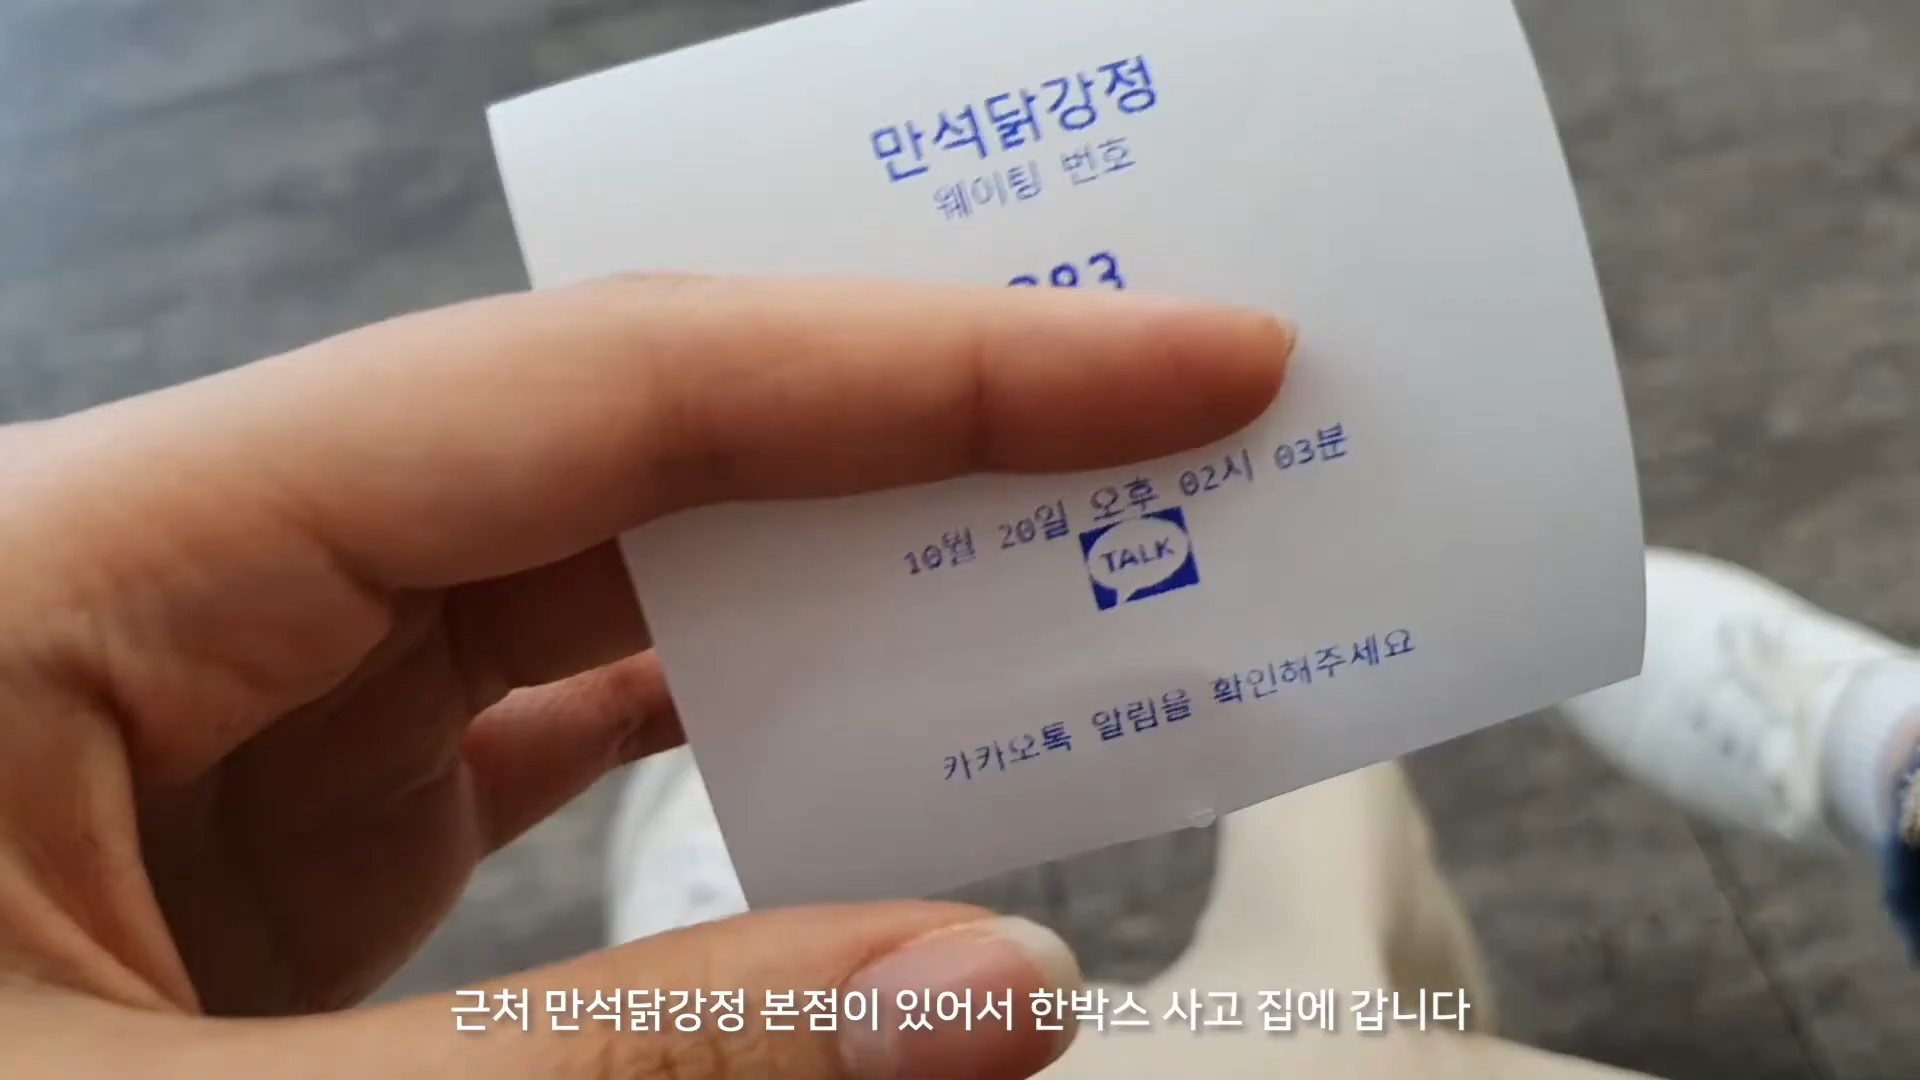 만석닭강정
웨이팅 번호
10월 20일 오후 02시 03분
TALK
카카오톡 알림을 확인해주세요
근처 만석닭강정 본점이 있어서 한박스 사고 집에 갑니다